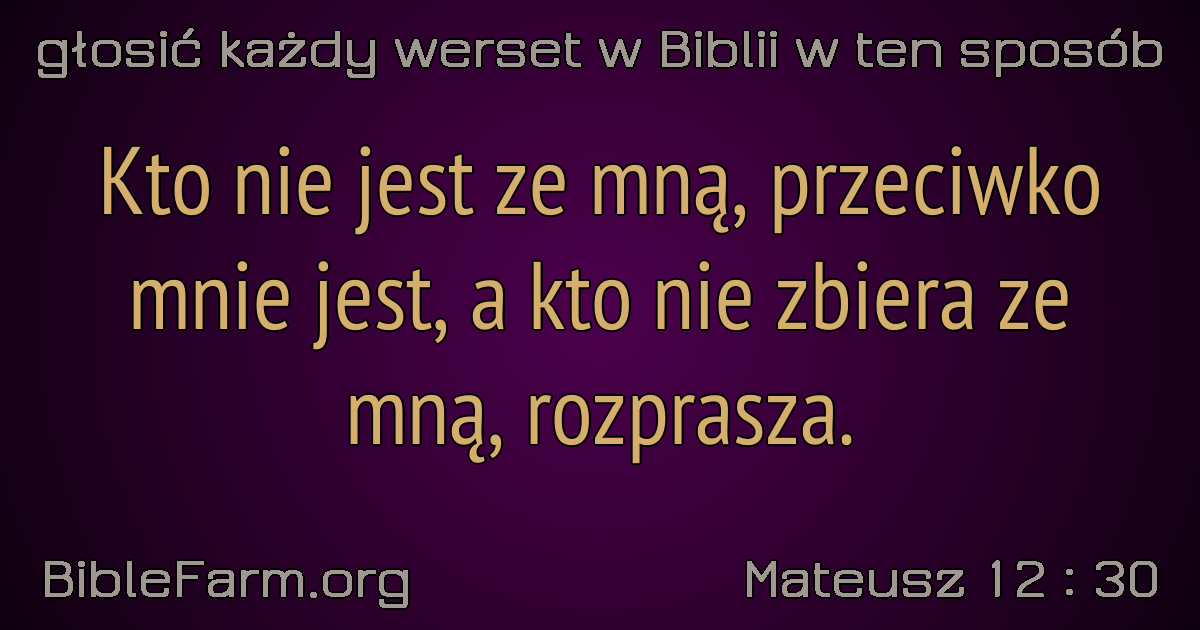 głosić każdy werset w Biblii w ten sposób
Kto nie jest ze mną, przeciwko
mnie jest, a kto nie zbiera ze
mną, rozprasza.
BibleFarm.org
Mateusz 12 : 30